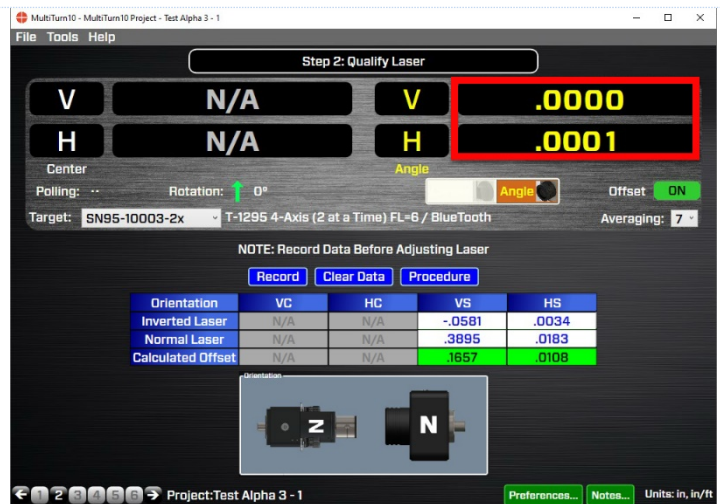 MultiTurn10 - MultiTurn10 Project - Test Alpha 3 - 1
File Tools Help
Step 2: Qualify Laser
V N/A V .0000
H N/A H .0001
Center Angle
Polling: -- Rotation: 0° Angle Offset ON
Target: SN95-10003-2x T-1295 4-Axis (2 at a Time) FL=6 / BlueTooth Averaging: 7
NOTE: Record Data Before Adjusting Laser
Record Clear Data Procedure
Orientation VC HC VS HS
Inverted Laser N/A N/A -.0581 .0034
Normal Laser N/A N/A .3895 .0183
Calculated Offset N/A N/A .1657 .0108
Orientation
N N
1 2 3 4 5 6 Project:Test Alpha 3 - 1 Preferences... Notes... Units: in, in/ft